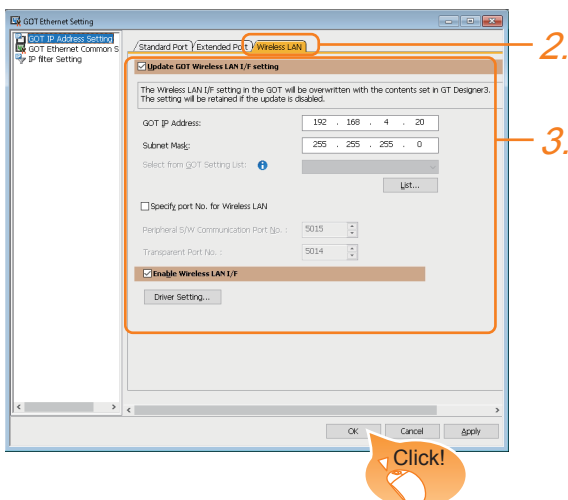 GOT Ethernet Setting
GOT IP Address Setting
GOT Ethernet Common S
IP filter Setting
Standard Port
Extended Port
Wireless LAN
2.
Update GOT Wireless LAN I/F setting
The Wireless LAN I/F setting in the GOT will be overwritten with the contents set in GT Designer3.
The setting will be retained if the update is disabled.
GOT IP Address: 192 . 168 . 4 . 20
3.
Subnet Mask: 255 . 255 . 255 . 0
Select from GOT Setting List:
List...
Specify port No. for Wireless LAN
Peripheral S/W Communication Port No. : 5015
Transparent Port No. : 5014
Enable Wireless LAN I/F
Driver Setting...
OK Cancel Apply
Click!